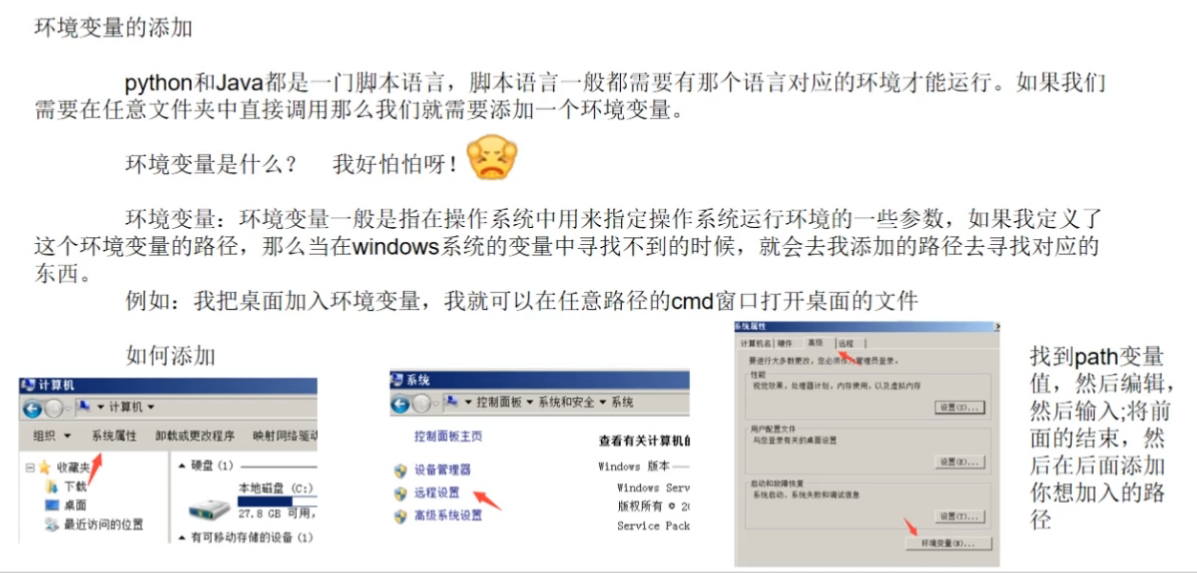 环境变量的添加
python和Java都是一门脚本语言，脚本语言一般都需要有那个语言对应的环境才能运行。如果我们
需要在任意文件夹中直接调用那么我们就需要添加一个环境变量。
环境变量是什么？ 我好怕怕呀！
环境变量：环境变量一般是指在操作系统中用来指定操作系统运行环境的一些参数，如果我定义了
这个环境变量的路径，那么当在windows系统的变量中寻找不到的时候，就会去我添加的路径去寻找对应的
东西。
例如：我把桌面加入环境变量，我就可以在任意路径的cmd窗口打开桌面的文件
如何添加
计算机
计算机
组织 系统属性 卸载或更改程序 映射网络驱动
收藏夹
下载
桌面
最近访问的位置
硬盘 (1)
本地磁盘 (C:)
27.8 GB 可用,
有可移动存储的设备 (1)
系统
控制面板 系统和安全 系统
控制面板主页
设备管理器
远程设置
高级系统设置
查看有关计算机的
Windows 版本
Windows Serv
版权所有 © 20
Service Pack
系统属性
计算机名 硬件 高级 远程
要进行大多数更改，您必须作为管理员登录。
性能
视觉效果，处理器计划，内存使用，以及虚拟内存
设置(S)...
用户配置文件
与您登录有关的桌面设置
设置(E)...
启动和故障恢复
系统启动、系统失败和调试信息
设置(T)...
环境变量(N)...
找到path变量
值，然后编辑，
然后输入;将前
面的结束，然
后在后面添加
你想加入的路
径